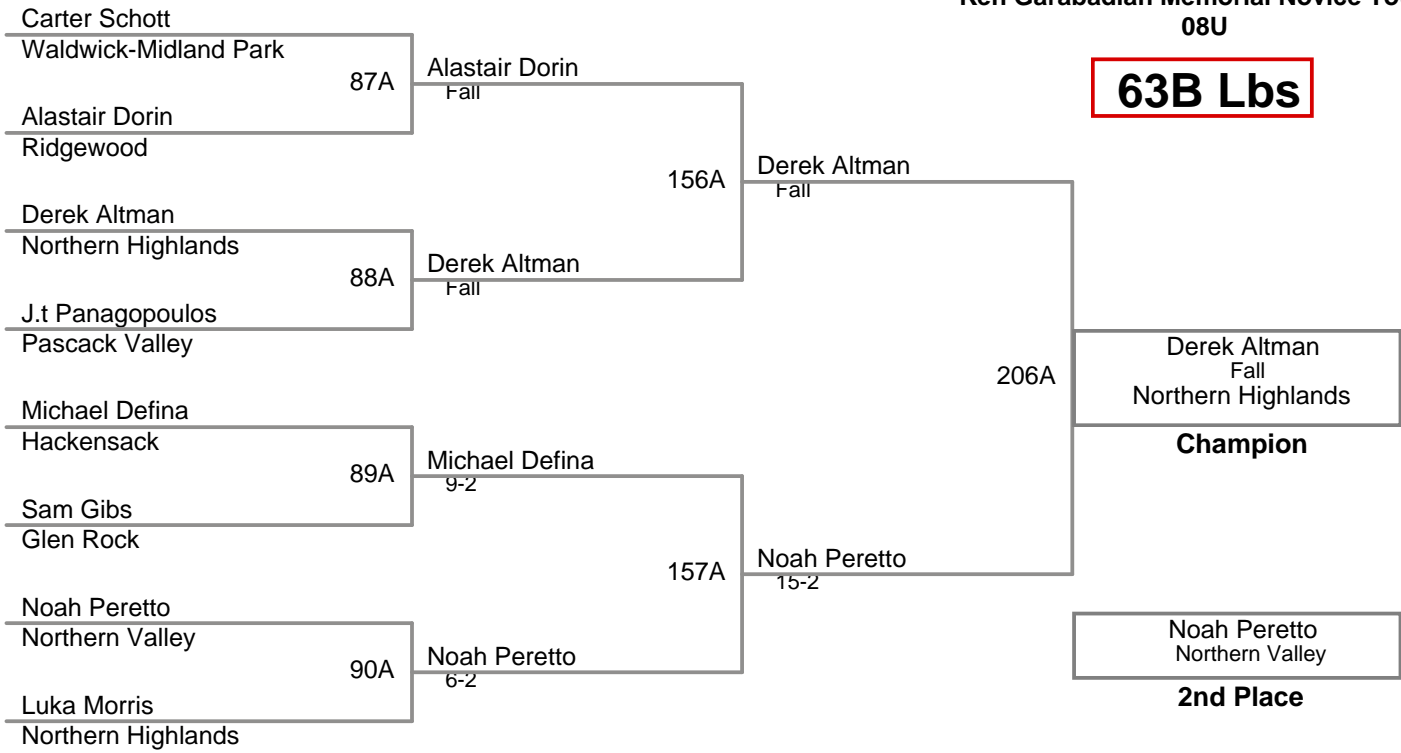 Memorial Novice
08U
63B Lbs
Carter Schott
Waldwick-Midland Park
87A
Alastair Dorin
Ridgewood
Alastair Dorin
Fall
Derek Altman
Northern Highlands
88A
J.t Panagopoulos
Pascack Valley
Derek Altman
Fall
156A
Derek Altman
Fall
Michael Defina
Hackensack
89A
Sam Gibs
Glen Rock
Michael Defina
9-2
Noah Peretto
Northern Valley
90A
Luka Morris
Northern Highlands
Noah Peretto
6-2
157A
Noah Peretto
15-2
206A
Derek Altman
Fall
Northern Highlands
Champion
Noah Peretto
Northern Valley
2nd Place